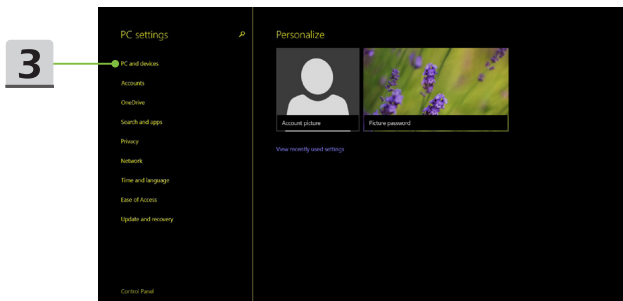 3
PC settings
PC and devices
Accounts
OneDrive
Search and apps
Privacy
Network
Time and language
Ease of Access
Update and recovery
Control Panel
Personalize
Account picture
Picture password
View recently used settings